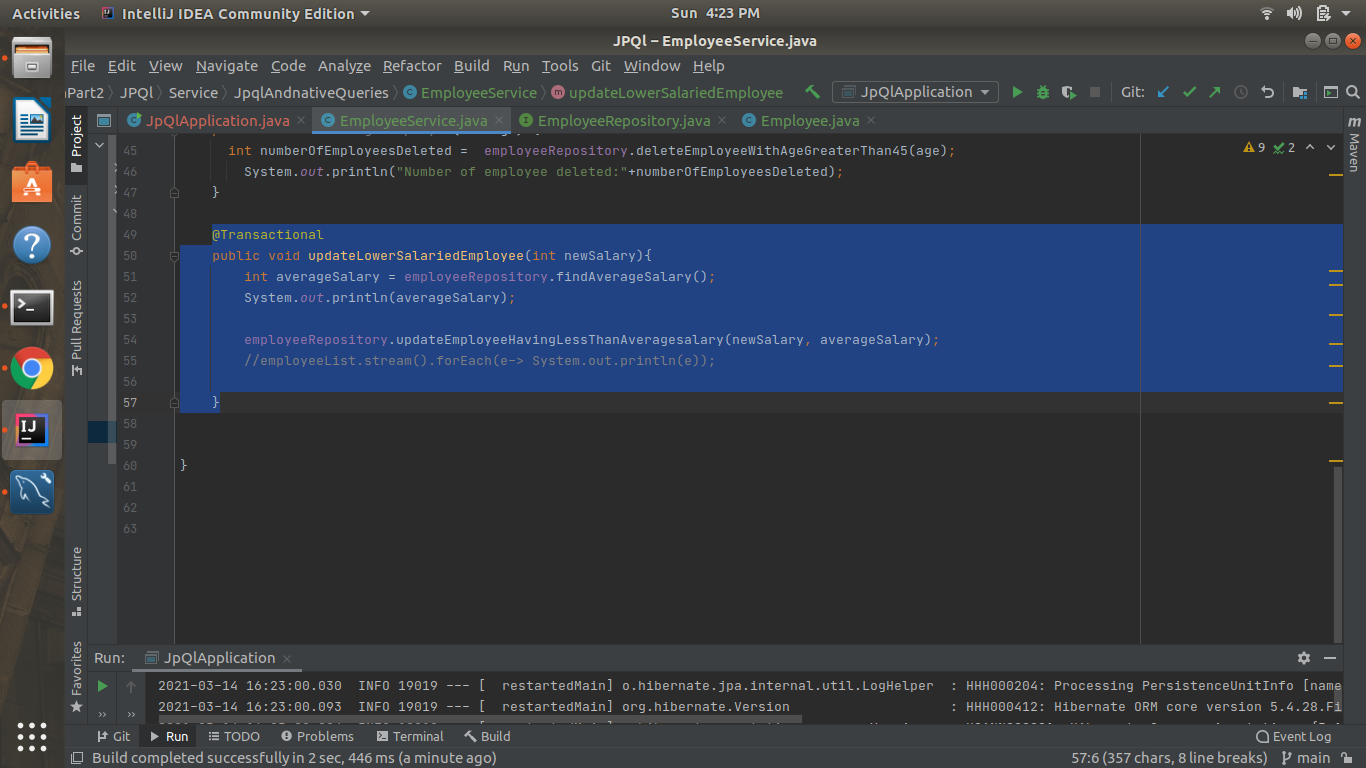 Activities IntelliJ IDEA Community Edition Sun 4:23 PM
JPQl – EmployeeService.java
File Edit View Navigate Code Analyze Refactor Build Run Tools Git Window Help
Part2 JPQl Service JpqlAndnativeQueries EmployeeService updateLowerSalariedEmployee JpQlApplication Git:
JpQlApplication.java EmployeeService.java EmployeeRepository.java Employee.java
45 int numberOfEmployeesDeleted = employeeRepository.deleteEmployeeWithAgeGreaterThan45(age); 9 2
46 System.out.println("Number of employee deleted:"+numberOfEmployeesDeleted);
47 }
48
49 @Transactional
50 public void updateLowerSalariedEmployee(int newSalary){
51 int averageSalary = employeeRepository.findAverageSalary();
52 System.out.println(averageSalary);
53
54 employeeRepository.updateEmployeeHavingLessThanAveragesalary(newSalary, averageSalary);
55 //employeeList.stream().forEach(e-> System.out.println(e));
56
57 }
58
59
60 }
61
62
63
Project
Commit
Pull Requests
Structure
Favorites
Maven
Run: JpQlApplication
2021-03-14 16:23:00.030 INFO 19019 --- [ restartedMain] o.hibernate.jpa.internal.util.LogHelper : HHH000204: Processing PersistenceUnitInfo [name
2021-03-14 16:23:00.093 INFO 19019 --- [ restartedMain] org.hibernate.Version : HHH000412: Hibernate ORM core version 5.4.28.Fi
Git Run TODO Problems Terminal Build Event Log
Build completed successfully in 2 sec, 446 ms (a minute ago) 57:6 (357 chars, 8 line breaks) main